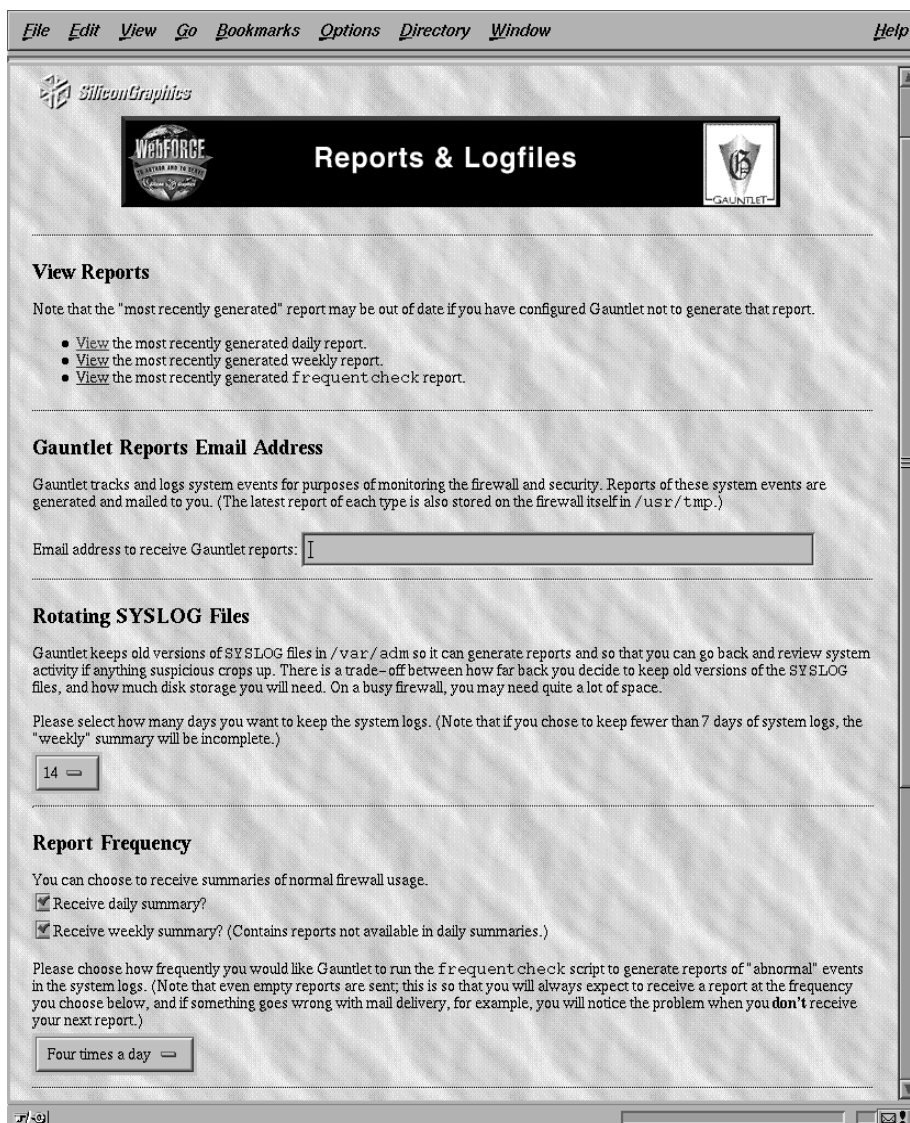 File Edit View Go Bookmarks Options Directory Window Help
SiliconGraphics
WebFORCE
TO AUTHOR AND TO SERVE
Silicon Graphics
Reports & Logfiles
G
GAUNTLET
View Reports
Note that the "most recently generated" report may be out of date if you have configured Gauntlet not to generate that report.
View the most recently generated daily report.
View the most recently generated weekly report.
View the most recently generated frequentcheck report.
Gauntlet Reports Email Address
Gauntlet tracks and logs system events for purposes of monitoring the firewall and security. Reports of these system events are
generated and mailed to you. (The latest report of each type is also stored on the firewall itself in /usr/tmp.)
Email address to receive Gauntlet reports:
Rotating SYSLOG Files
Gauntlet keeps old versions of SYSLOG files in /var/adm so it can generate reports and so that you can go back and review system
activity if anything suspicious crops up. There is a trade-off between how far back you decide to keep old versions of the SYSLOG
files, and how much disk storage you will need. On a busy firewall, you may need quite a lot of space.
Please select how many days you want to keep the system logs. (Note that if you chose to keep fewer than 7 days of system logs, the
"weekly" summary will be incomplete.)
14
Report Frequency
You can choose to receive summaries of normal firewall usage.
Receive daily summary?
Receive weekly summary? (Contains reports not available in daily summaries.)
Please choose how frequently you would like Gauntlet to run the frequentcheck script to generate reports of "abnormal" events
in the system logs. (Note that even empty reports are sent; this is so that you will always expect to receive a report at the frequency
you choose below, and if something goes wrong with mail delivery, for example, you will notice the problem when you don't receive
your next report.)
Four times a day